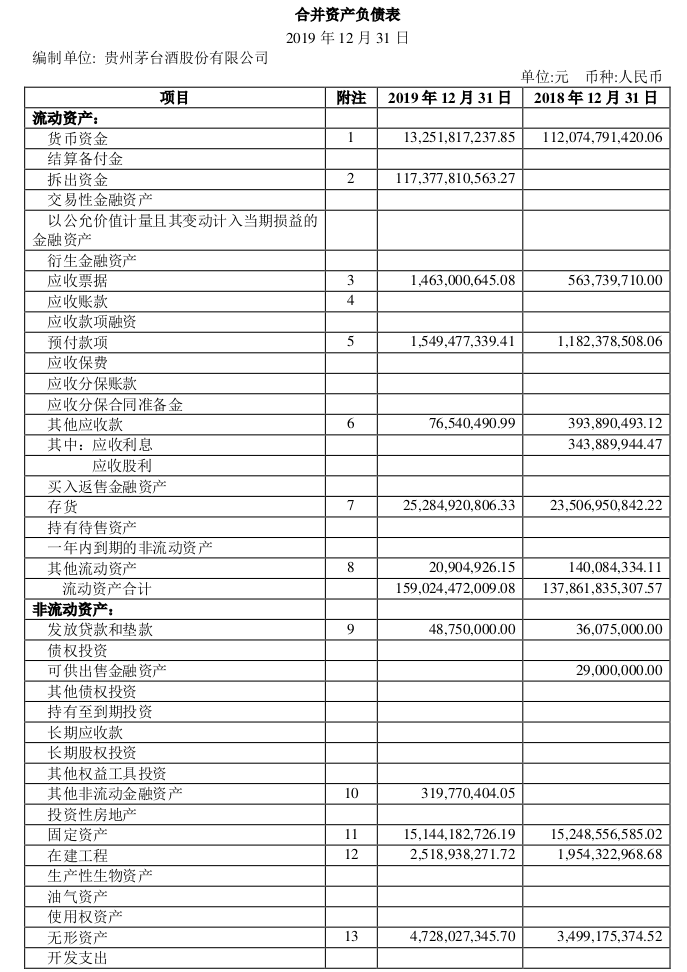 合并资产负债表
2019 年 12 月 31 日
编制单位: 贵州茅台酒股份有限公司
单位:元 币种:人民币
项目 附注 2019 年 12 月 31 日 2018 年 12 月 31 日
流动资产：
货币资金 1 13,251,817,237.85 112,074,791,420.06
结算备付金
拆出资金 2 117,377,810,563.27
交易性金融资产
以公允价值计量且其变动计入当期损益的
金融资产
衍生金融资产
应收票据 3 1,463,000,645.08 563,739,710.00
应收账款 4
应收款项融资
预付款项 5 1,549,477,339.41 1,182,378,508.06
应收保费
应收分保账款
应收分保合同准备金
其他应收款 6 76,540,490.99 393,890,493.12
其中：应收利息 343,889,944.47
应收股利
买入返售金融资产
存货 7 25,284,920,806.33 23,506,950,842.22
持有待售资产
一年内到期的非流动资产
其他流动资产 8 20,904,926.15 140,084,334.11
流动资产合计 159,024,472,009.08 137,861,835,307.57
非流动资产：
发放贷款和垫款 9 48,750,000.00 36,075,000.00
债权投资
可供出售金融资产 29,000,000.00
其他债权投资
持有至到期投资
长期应收款
长期股权投资
其他权益工具投资
其他非流动金融资产 10 319,770,404.05
投资性房地产
固定资产 11 15,144,182,726.19 15,248,556,585.02
在建工程 12 2,518,938,271.72 1,954,322,968.68
生产性生物资产
油气资产
使用权资产
无形资产 13 4,728,027,345.70 3,499,175,374.52
开发支出